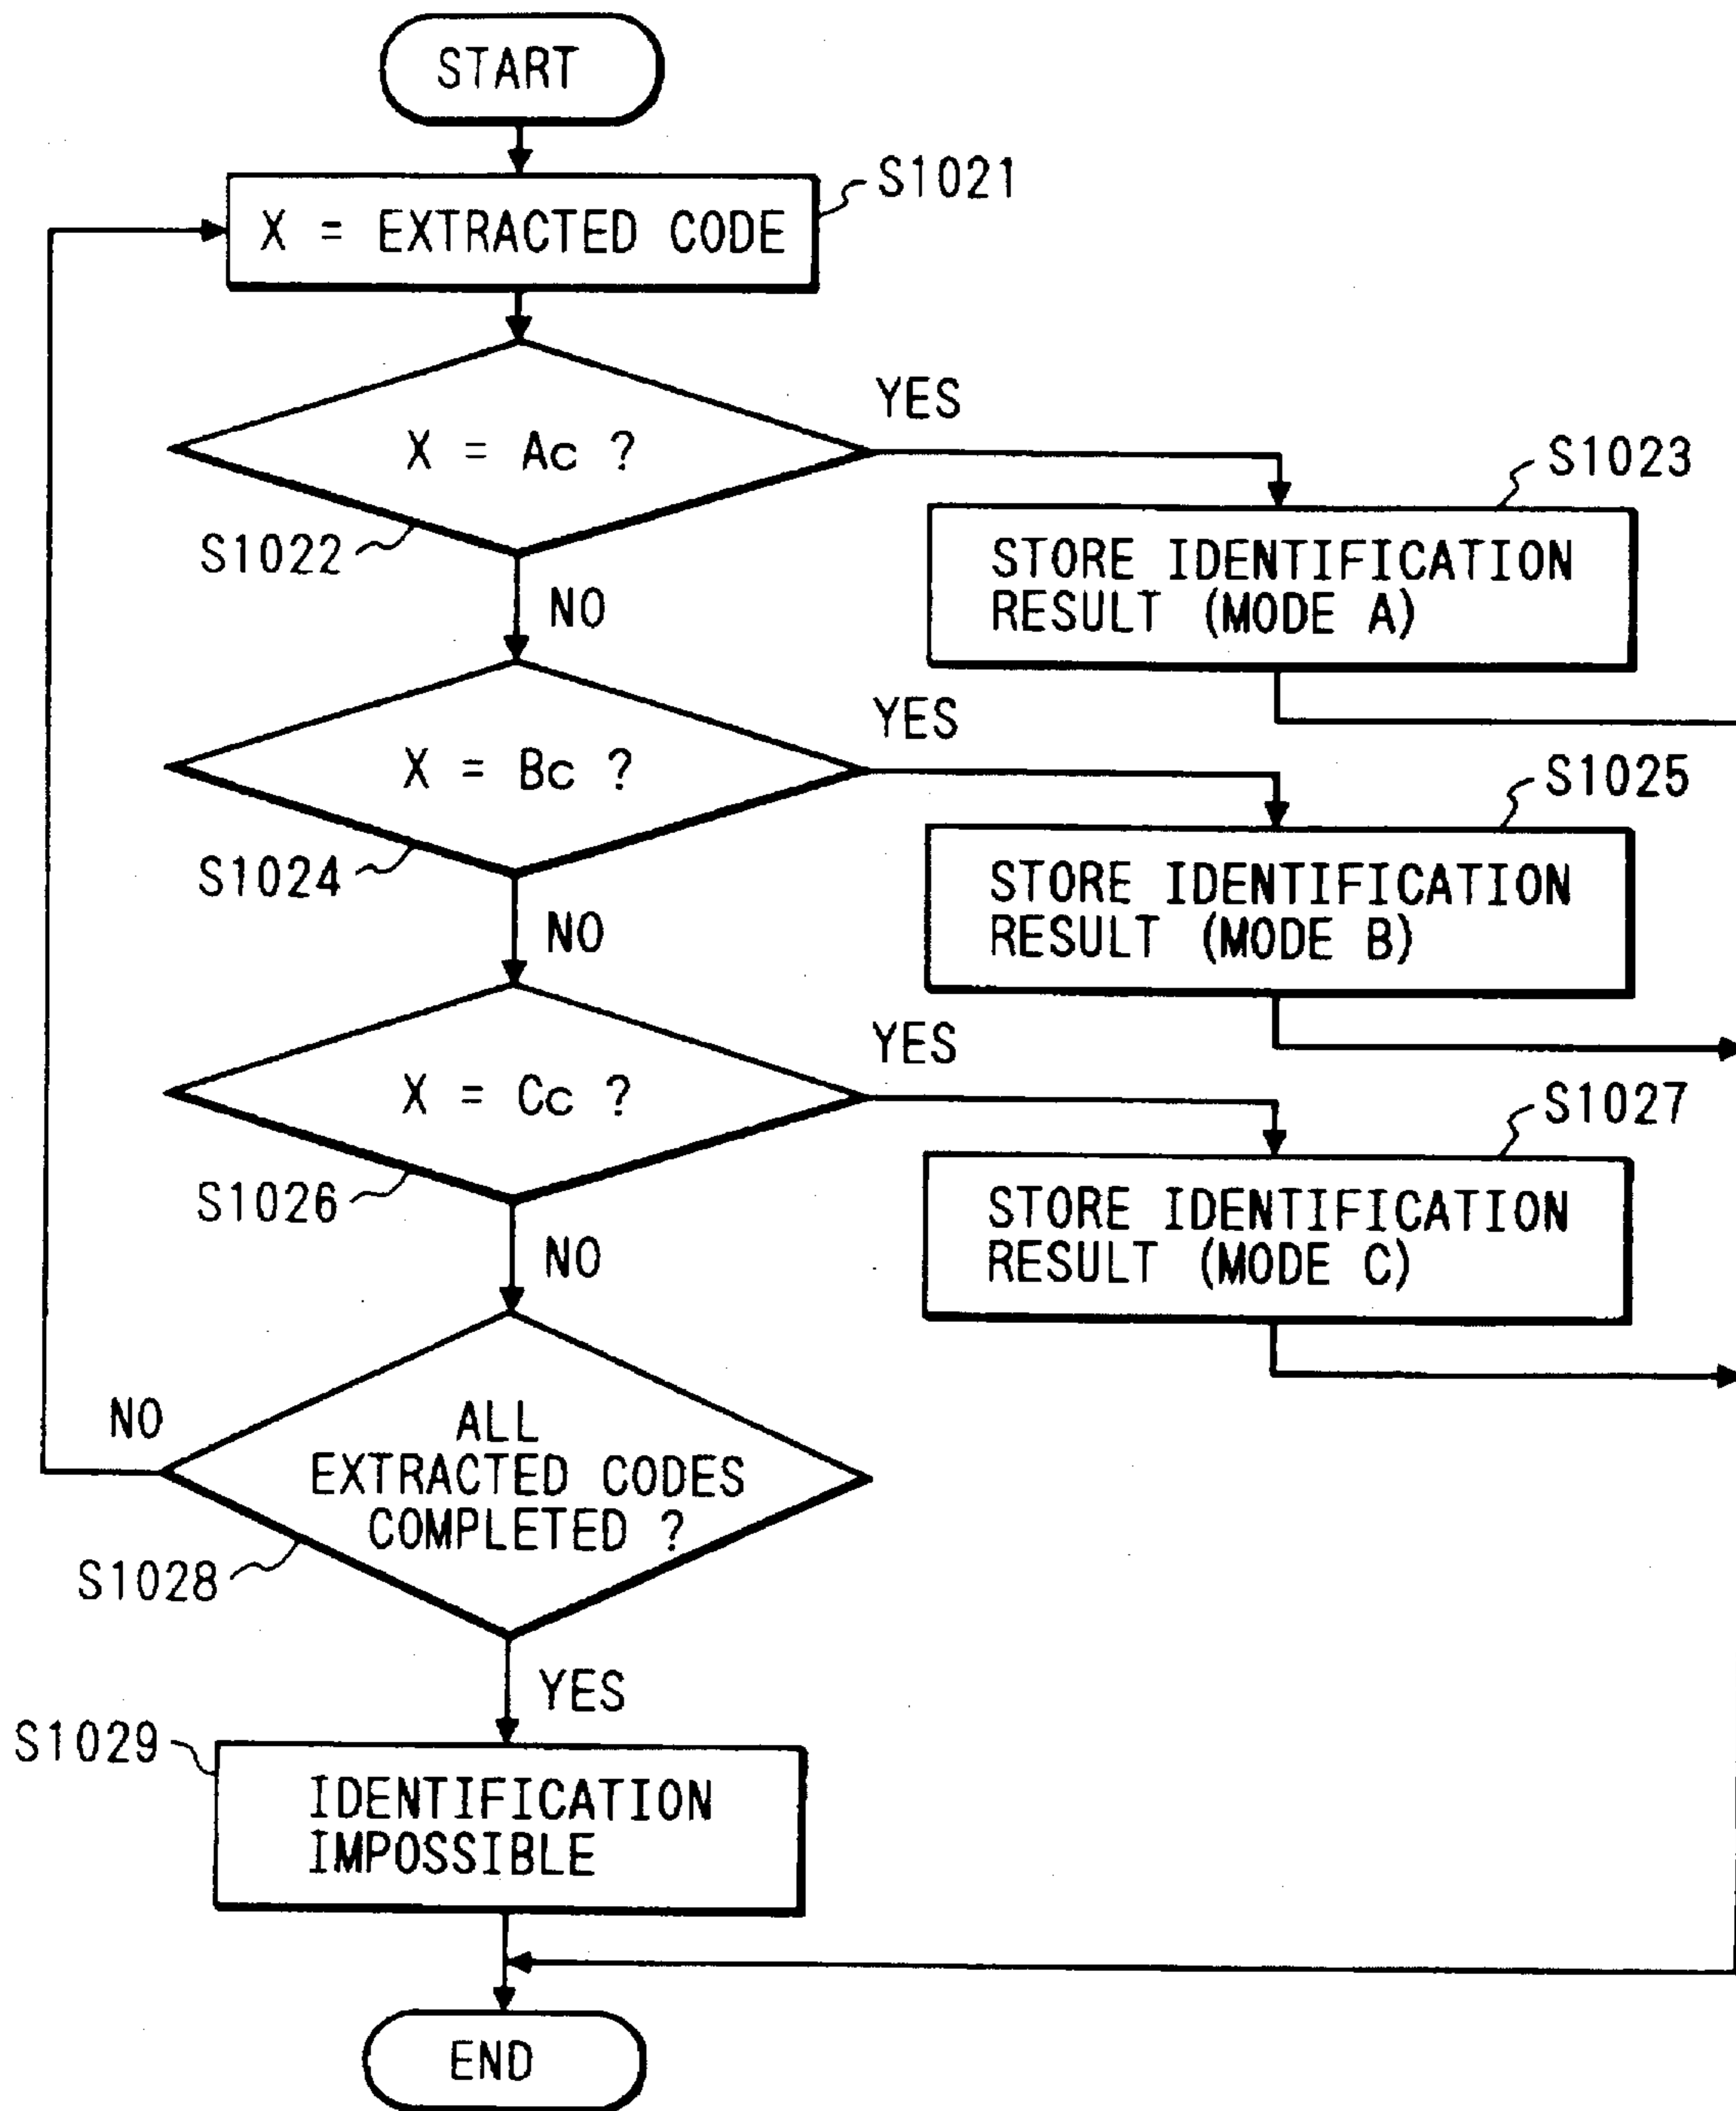 START
S1021
X = EXTRACTED CODE
YES
X = Ac ?
S1023
S1022
STORE IDENTIFICATION
RESULT (MODE A)
NO
YES
X = Bc ?
S1025
S1024
STORE IDENTIFICATION
RESULT (MODE B)
NO
YES
X = Cc ?
S1027
S1026
STORE IDENTIFICATION
RESULT (MODE C)
NO
NO
ALL
EXTRACTED CODES
COMPLETED ?
S1028
YES
S1029
IDENTIFICATION
IMPOSSIBLE
END